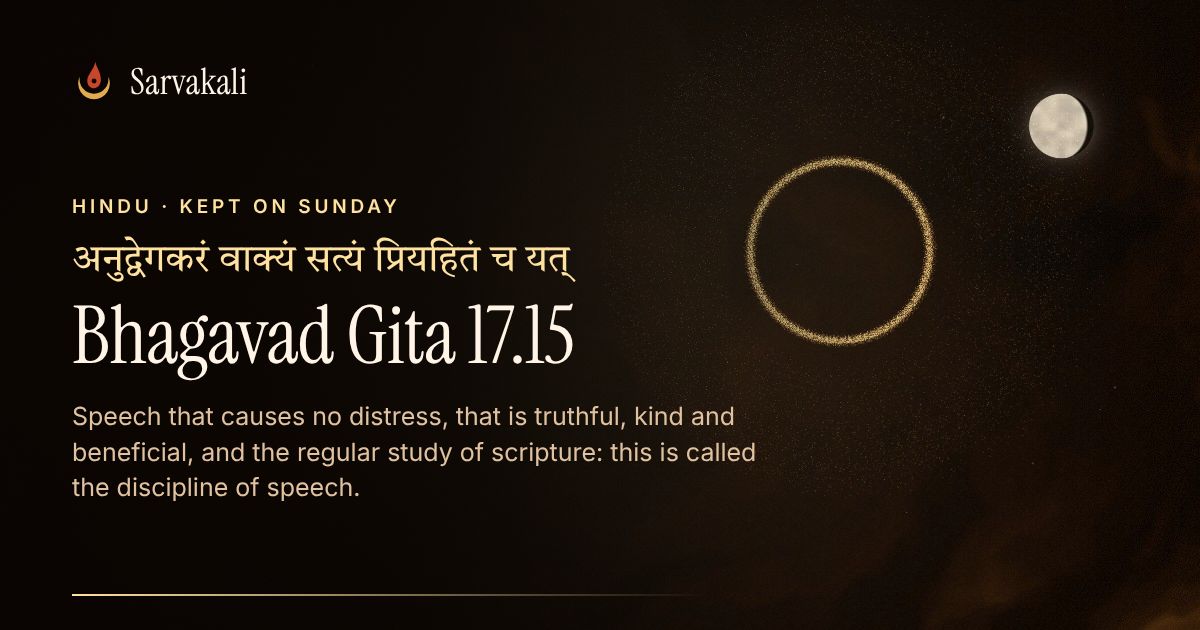 Sarvakali
HINDU · KEPT ON SUNDAY
अनुद्वेगकरं वाक्यं सत्यं प्रियहितं च यत्
Bhagavad Gita 17.15
Speech that causes no distress, that is truthful, kind and
beneficial, and the regular study of scripture: this is called
the discipline of speech.